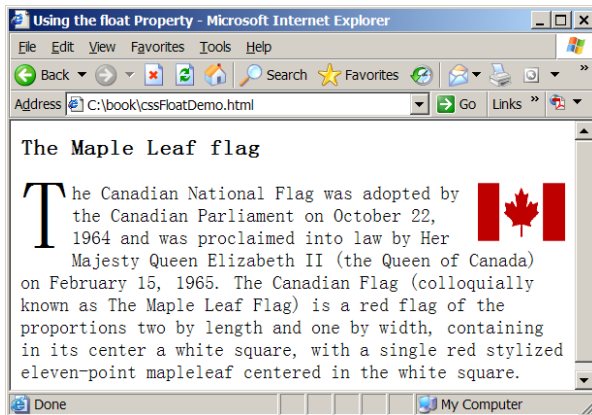 Using the float Property - Microsoft Internet Explorer
File Edit View Favorites Tools Help
Back Search Favorites »
Address C:\book\cssFloatDemo.html Go Links »
The Maple Leaf flag
The Canadian National Flag was adopted by
the Canadian Parliament on October 22,
1964 and was proclaimed into law by Her
Majesty Queen Elizabeth II (the Queen of Canada)
on February 15, 1965. The Canadian Flag (colloquially
known as The Maple Leaf Flag) is a red flag of the
proportions two by length and one by width, containing
in its center a white square, with a single red stylized
eleven-point mapleleaf centered in the white square.
Done My Computer